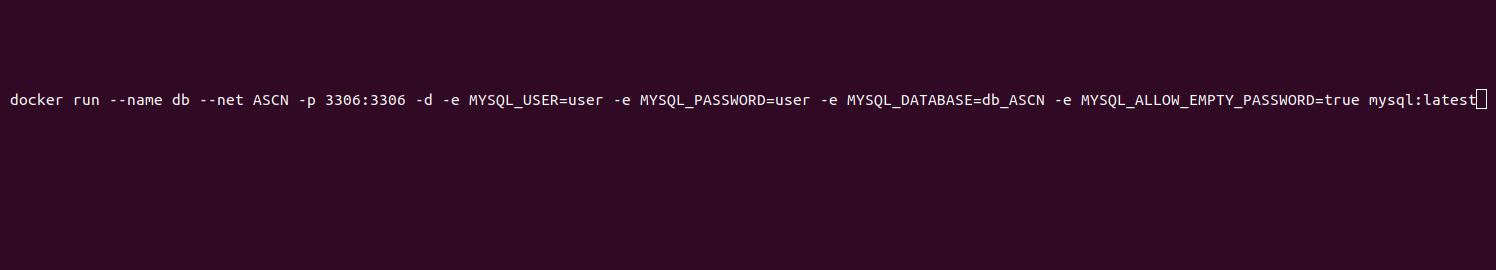 docker run --name db --net ASCN -p 3306:3306 -d -e MYSQL_USER=user -e MYSQL_PASSWORD=user -e MYSQL_DATABASE=db_ASCN -e MYSQL_ALLOW_EMPTY_PASSWORD=true mysql:latest